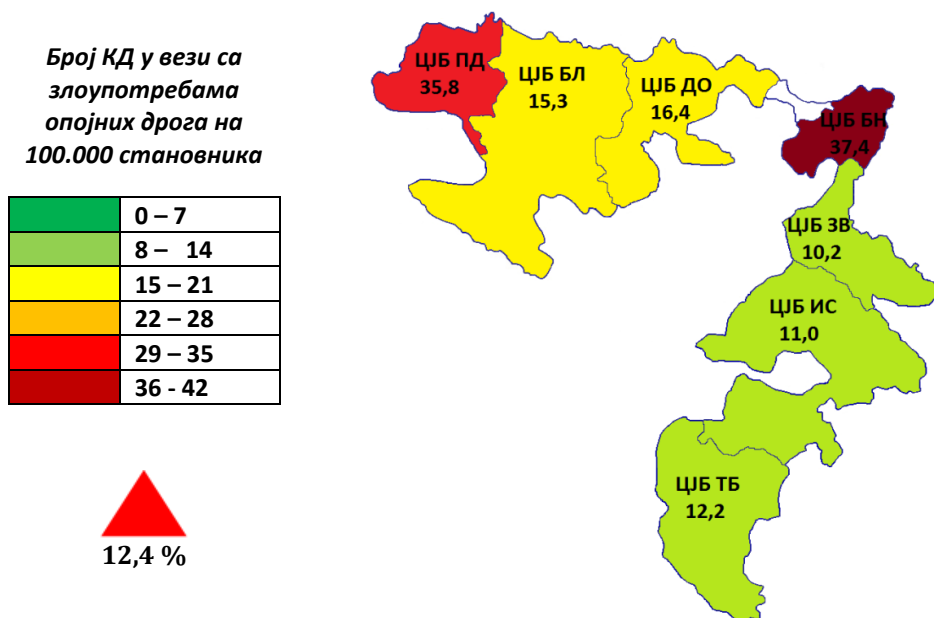 Број КД у вези са
злоупотребама
опојних дрога на
100.000 становника
0 – 7
8 – 14
15 – 21
22 – 28
29 – 35
36 - 42
12,4 %
ЦЈБ ПД
35,8
ЦЈБ БЛ
15,3
ЦЈБ ДО
16,4
ЦЈБ БН
37,4
ЦЈБ ЗВ
10,2
ЦЈБ ИС
11,0
ЦЈБ ТБ
12,2